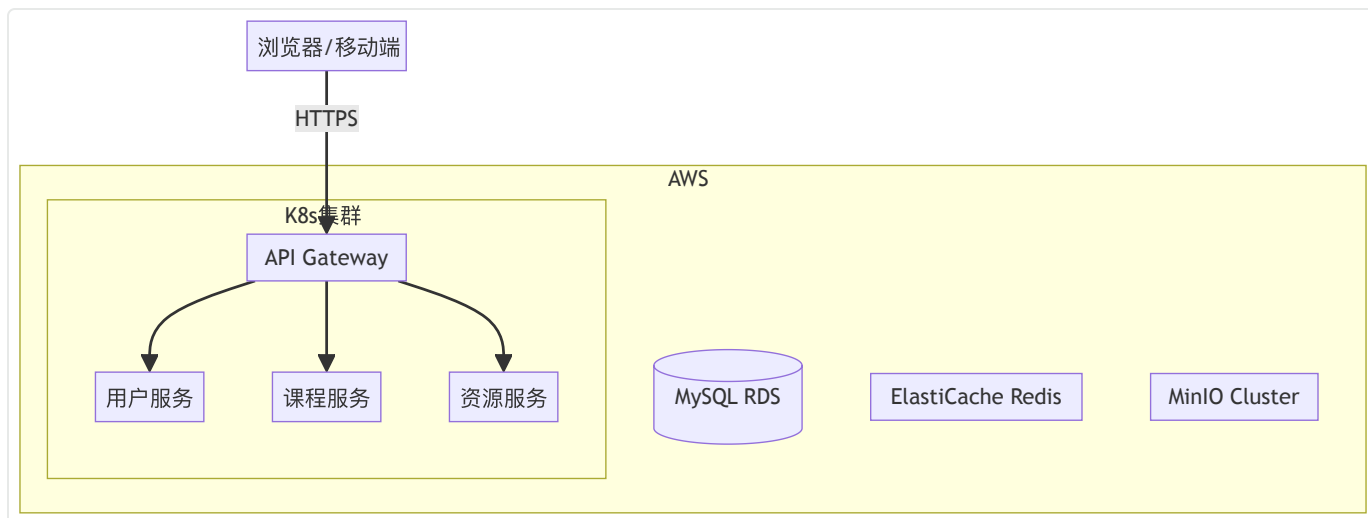 浏览器/移动端
HTTPS
AWS
K8s集群
API Gateway
用户服务
课程服务
资源服务
MySQL RDS
ElastiCache Redis
MinIO Cluster